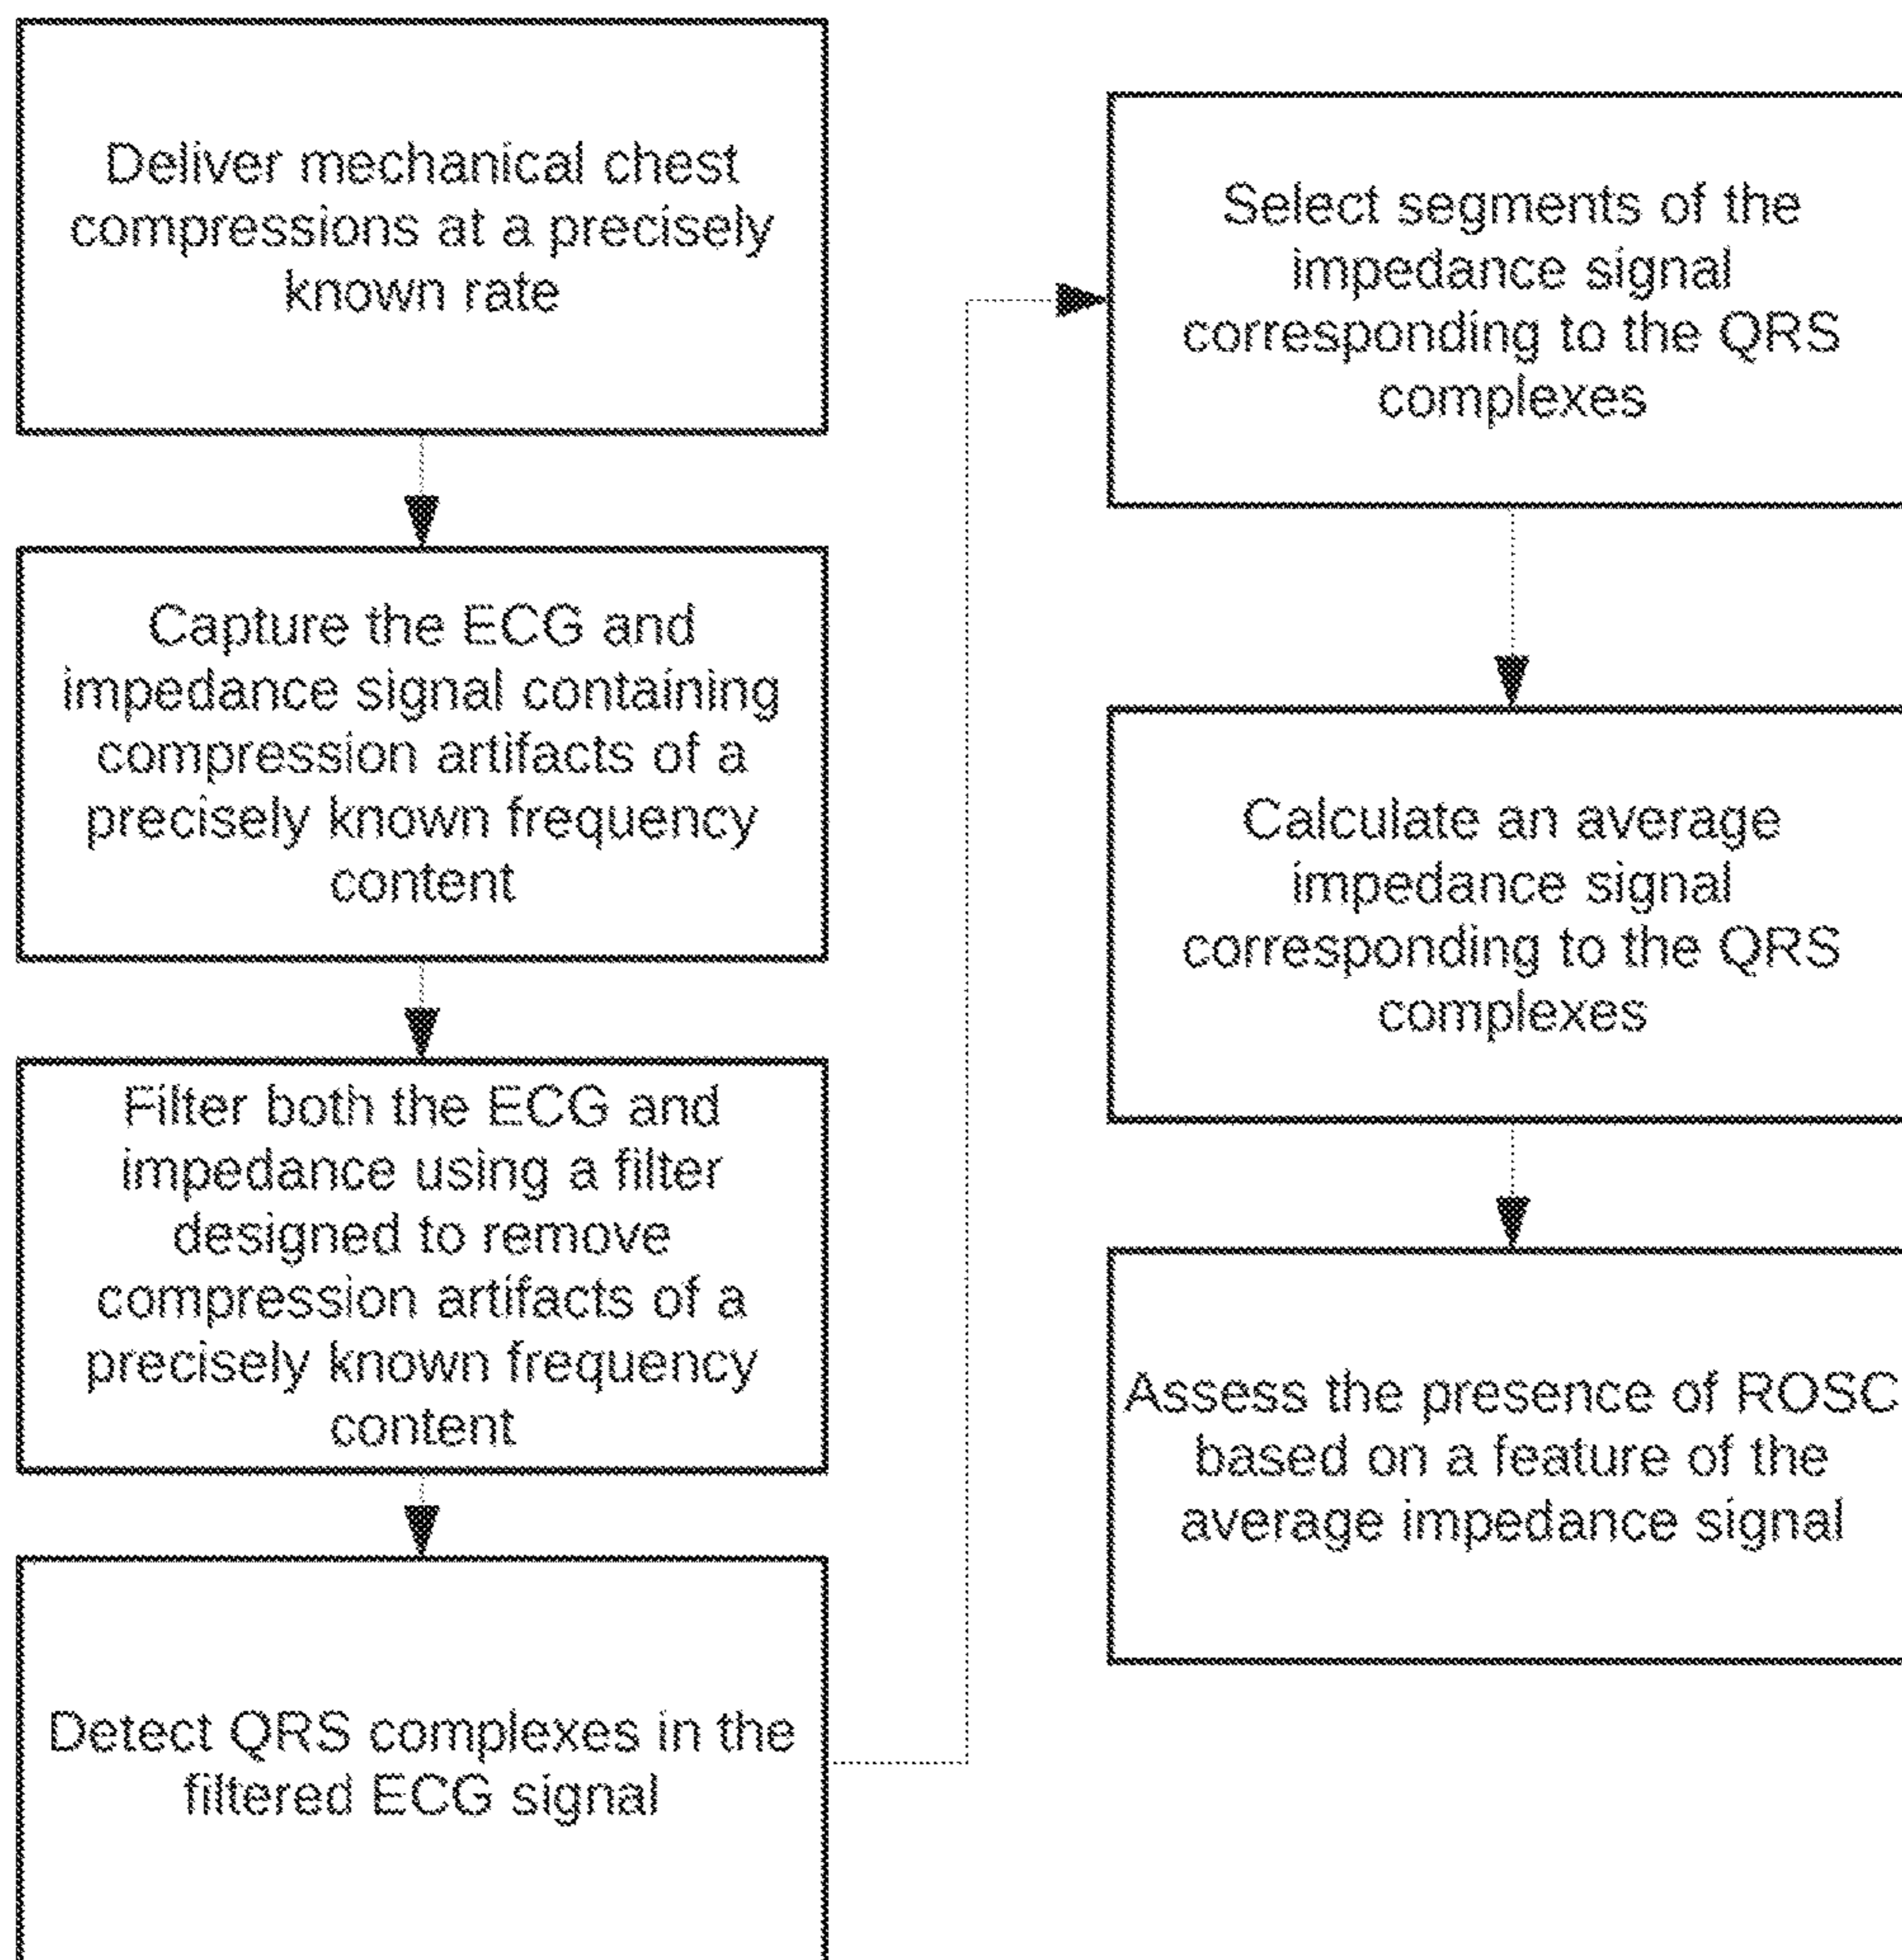 Deliver mechanical chest
compressions at a precisely
known rate
Capture the ECG and
impedance signal containing
compression artifacts of a
precisely known frequency
content
Filter both the ECG and
impedance using a filter
designed to remove
compression artifacts of a
precisely known frequency
content
Detect QRS complexes in the
filtered ECG signal
Select segments of the
impedance signal
corresponding to the QRS
complexes
Calculate an average
impedance signal
corresponding to the QRS
complexes
Assess the presence of ROSC
based on a feature of the
average impedance signal